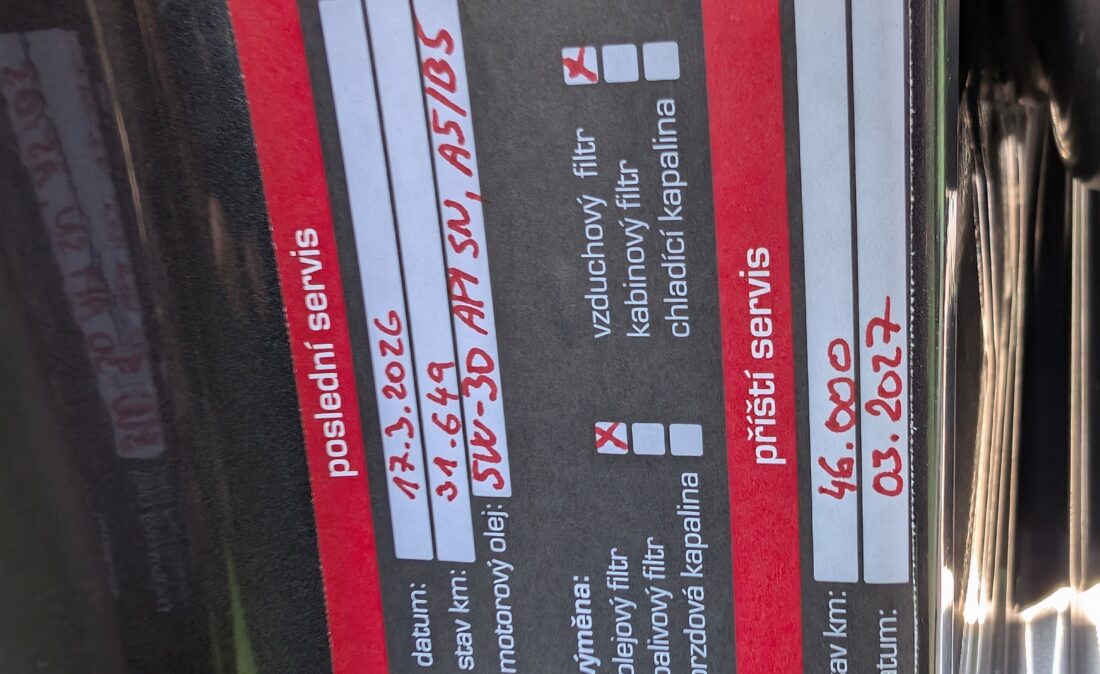 poslední servis
datum: 17.3.2026
stav km: 31.649
motorový olej: 5W-30 API SN, A5/B5
výměna:
olejový filtr X vzduchový filtr X
palivový filtr kabinový filtr
brzdová kapalina chladící kapalina
příští servis
stav km: 46.000
datum: 03.2027